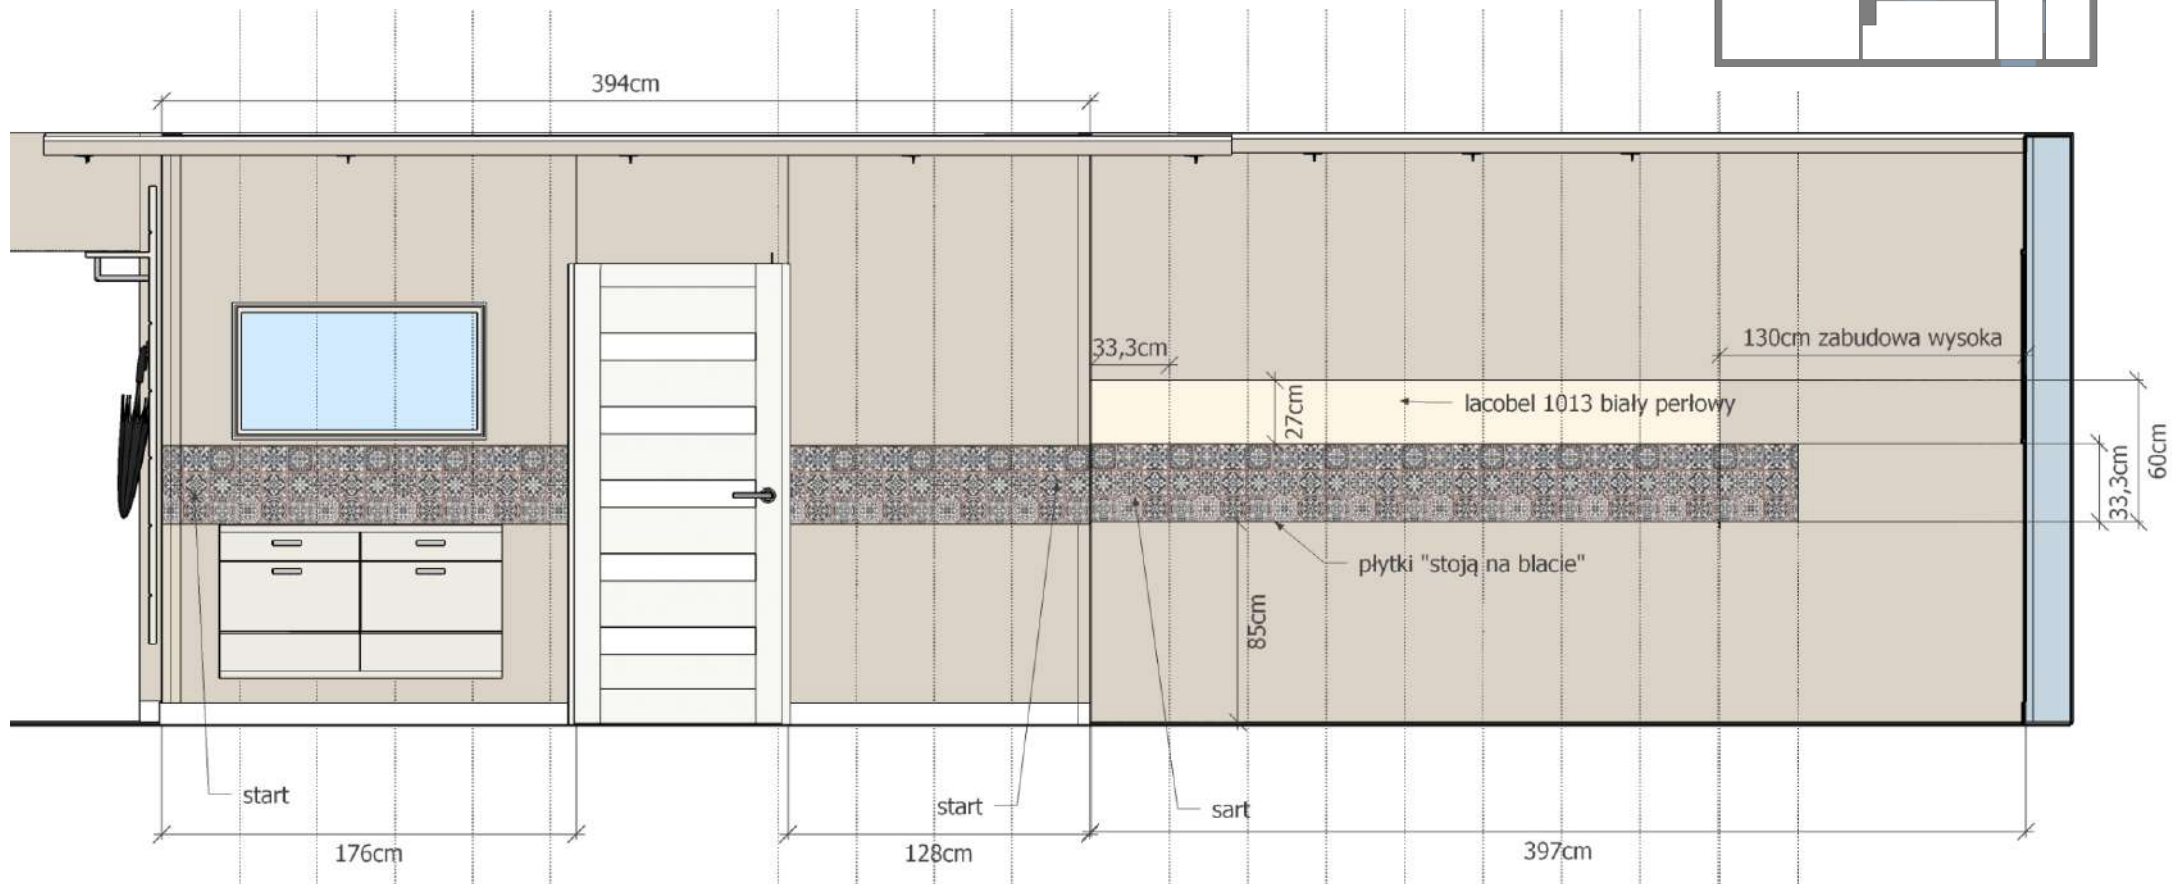 394cm
130cm zabudowa wysoka
33,3cm
27cm
lacobel 1013 biały perłowy
60cm
33,3cm
płytki "stoją na blacie"
85cm
start
start
sart
176cm
128cm
397cm